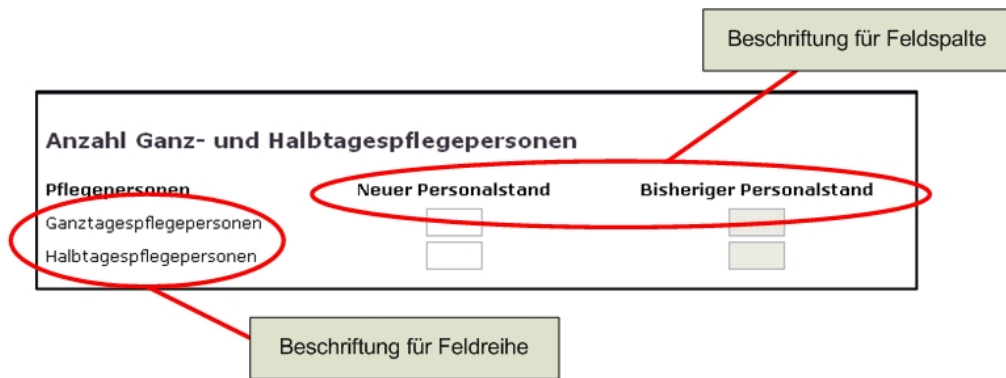 Beschriftung für Feldspalte
Anzahl Ganz- und Halbtagespflegepersonen
Pflegepersonen Neuer Personalstand Bisheriger Personalstand
Ganztagespflegepersonen
Halbtagespflegepersonen
Beschriftung für Feldreihe